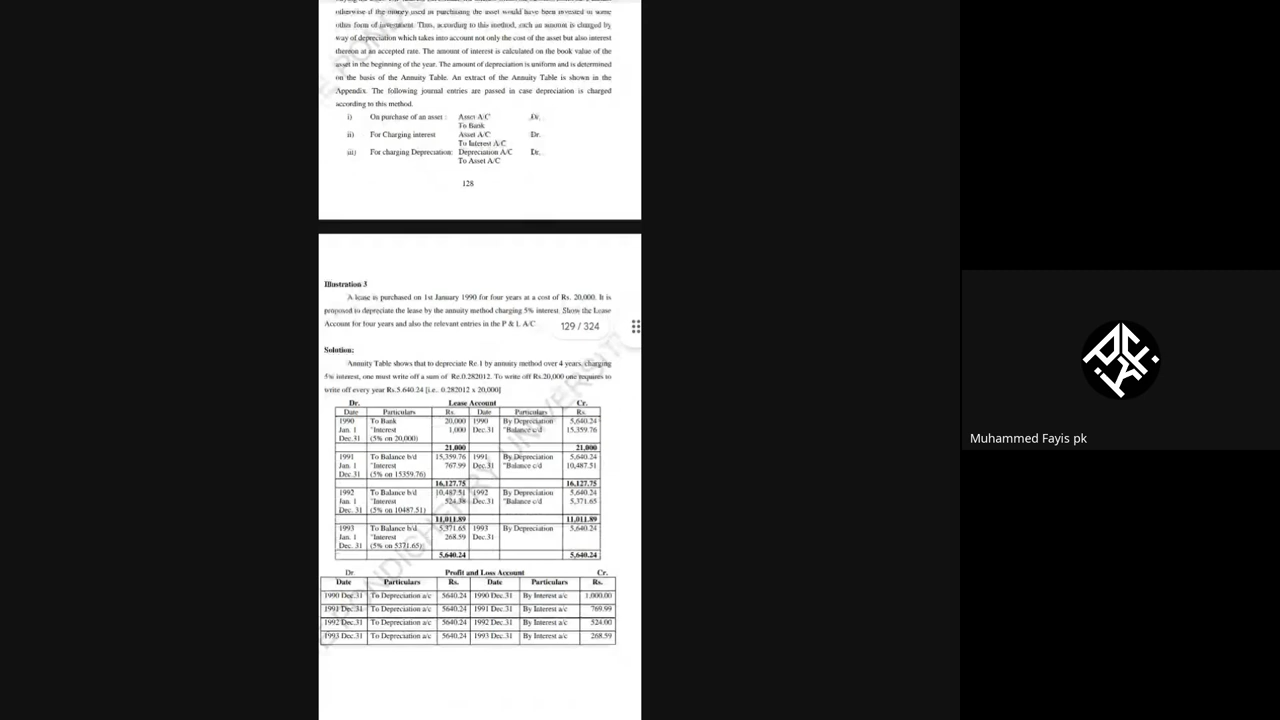 otherwise if the money used in purchasing the asset would have been invested in some
other form of investment. Thus, according to this method, such an amount is charged by
way of depreciation which takes into account not only the cost of the asset but also interest
thereon at an accepted rate. The amount of interest is calculated on the book value of the
asset in the beginning of the year. The amount of depreciation is uniform and is determined
on the basis of the Annuity Table. An extract of the Annuity Table is shown in the
Appendix. The following journal entries are passed in case depreciation is charged
according to this method.
i) On purchase of an asset : Asset A/C Dr.
To Bank
ii) For Charging interest Asset A/C Dr.
To Interest A/C
iii) For charging Depreciation: Depreciation A/C Dr.
To Asset A/C
128
Illustration 3
A lease is purchased on 1st January 1990 for four years at a cost of Rs. 20,000. It is
proposed to depreciate the lease by the annuity method charging 5% interest. Show the Lease
Account for four years and also the relevant entries in the P & L A/C
129 / 324
Solution:
Annuity Table shows that to depreciate Re.1 by annuity method over 4 years, charging
5% interest, one must write off a sum of Re.0.282012. To write off Rs.20,000 one requires to
write off every year Rs.5.640.24 [i.e.. 0.282012 x 20,000]
Dr. Lease Account Cr.
Date Particulars Rs. Date Particulars Rs.
1990 To Bank 20,000 1990 By Depreciation 5,640.24
Jan. 1 "Interest 1,000 Dec.31 "Balance c/d 15,359.76
Dec.31 (5% on 20,000)
21,000 21,000
1991 To Balance b/d 15,359.76 1991 By Depreciation 5,640.24
Jan. 1 "Interest 767.99 Dec.31 "Balance c/d 10,487.51
Dec.31 (5% on 15359.76)
16,127.75 16,127.75
1992 To Balance b/d 10,487.51 1992 By Depreciation 5,640.24
Jan. 1 "Interest 524.38 Dec.31 "Balance c/d 5,371.65
Dec. 31 (5% on 10487.51)
11,011.89 11,011.89
1993 To Balance b/d 5,371.65 1993 By Depreciation 5,640.24
Jan. 1 "Interest 268.59 Dec.31
Dec. 31 (5% on 5371.65)
5,640.24 5,640.24
Dr. Profit and Loss Account Cr.
Date Particulars Rs. Date Particulars Rs.
1990 Dec.31 To Depreciation a/c 5640.24 1990 Dec.31 By Interest a/c 1,000.00
1991 Dec.31 To Depreciation a/c 5640.24 1991 Dec.31 By Interest a/c 769.99
1992 Dec.31 To Depreciation a/c 5640.24 1992 Dec.31 By Interest a/c 524.00
1993 Dec.31 To Depreciation a/c 5640.24 1993 Dec.31 By Interest a/c 268.59
Muhammed Fayis pk